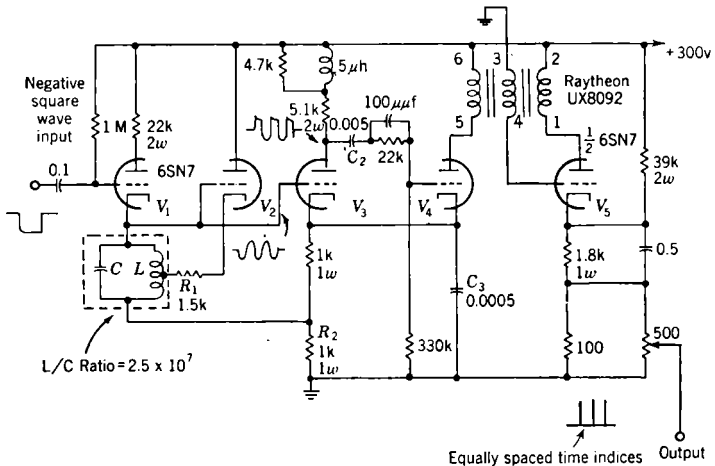 +300v
Negative
square
wave
input
0.1
1 M
22k
2w
6SN7
V1
V2
4.7k
5μh
5.1k
2w
0.005
C2
100μμf
22k
V3
V4
6
5
3
4
2
1
Raytheon
UX8092
1/2 6SN7
V5
39k
2w
C
L
R1
1.5k
1k
1w
R2
1k
1w
C3
0.0005
330k
1.8k
1w
0.5
100
500
L/C Ratio = 2.5 x 10^7
Equally spaced time indices
Output